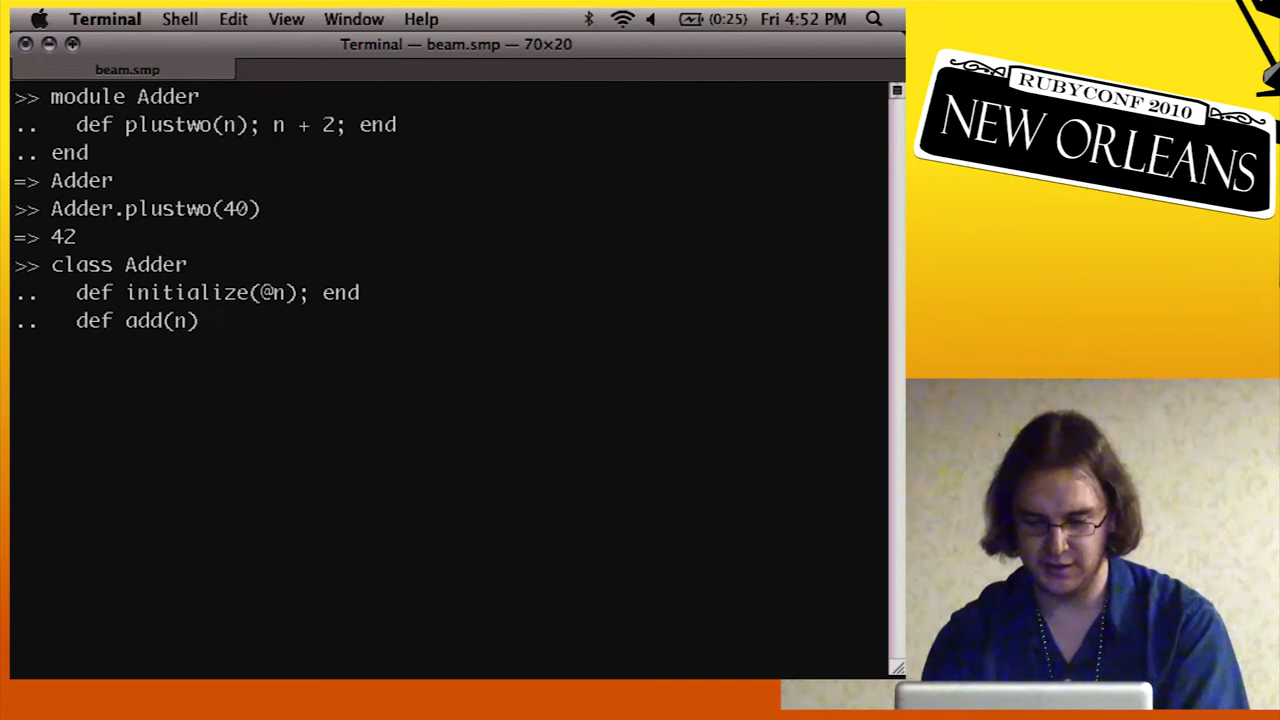 Terminal Shell Edit View Window Help (0:25) Fri 4:52 PM
Terminal — beam.smp — 70×20
beam.smp
>> module Adder
..   def plustwo(n); n + 2; end
.. end
=> Adder
>> Adder.plustwo(40)
=> 42
>> class Adder
..   def initialize(@n); end
..   def add(n)
RUBYCONF 2010
NEW ORLEANS